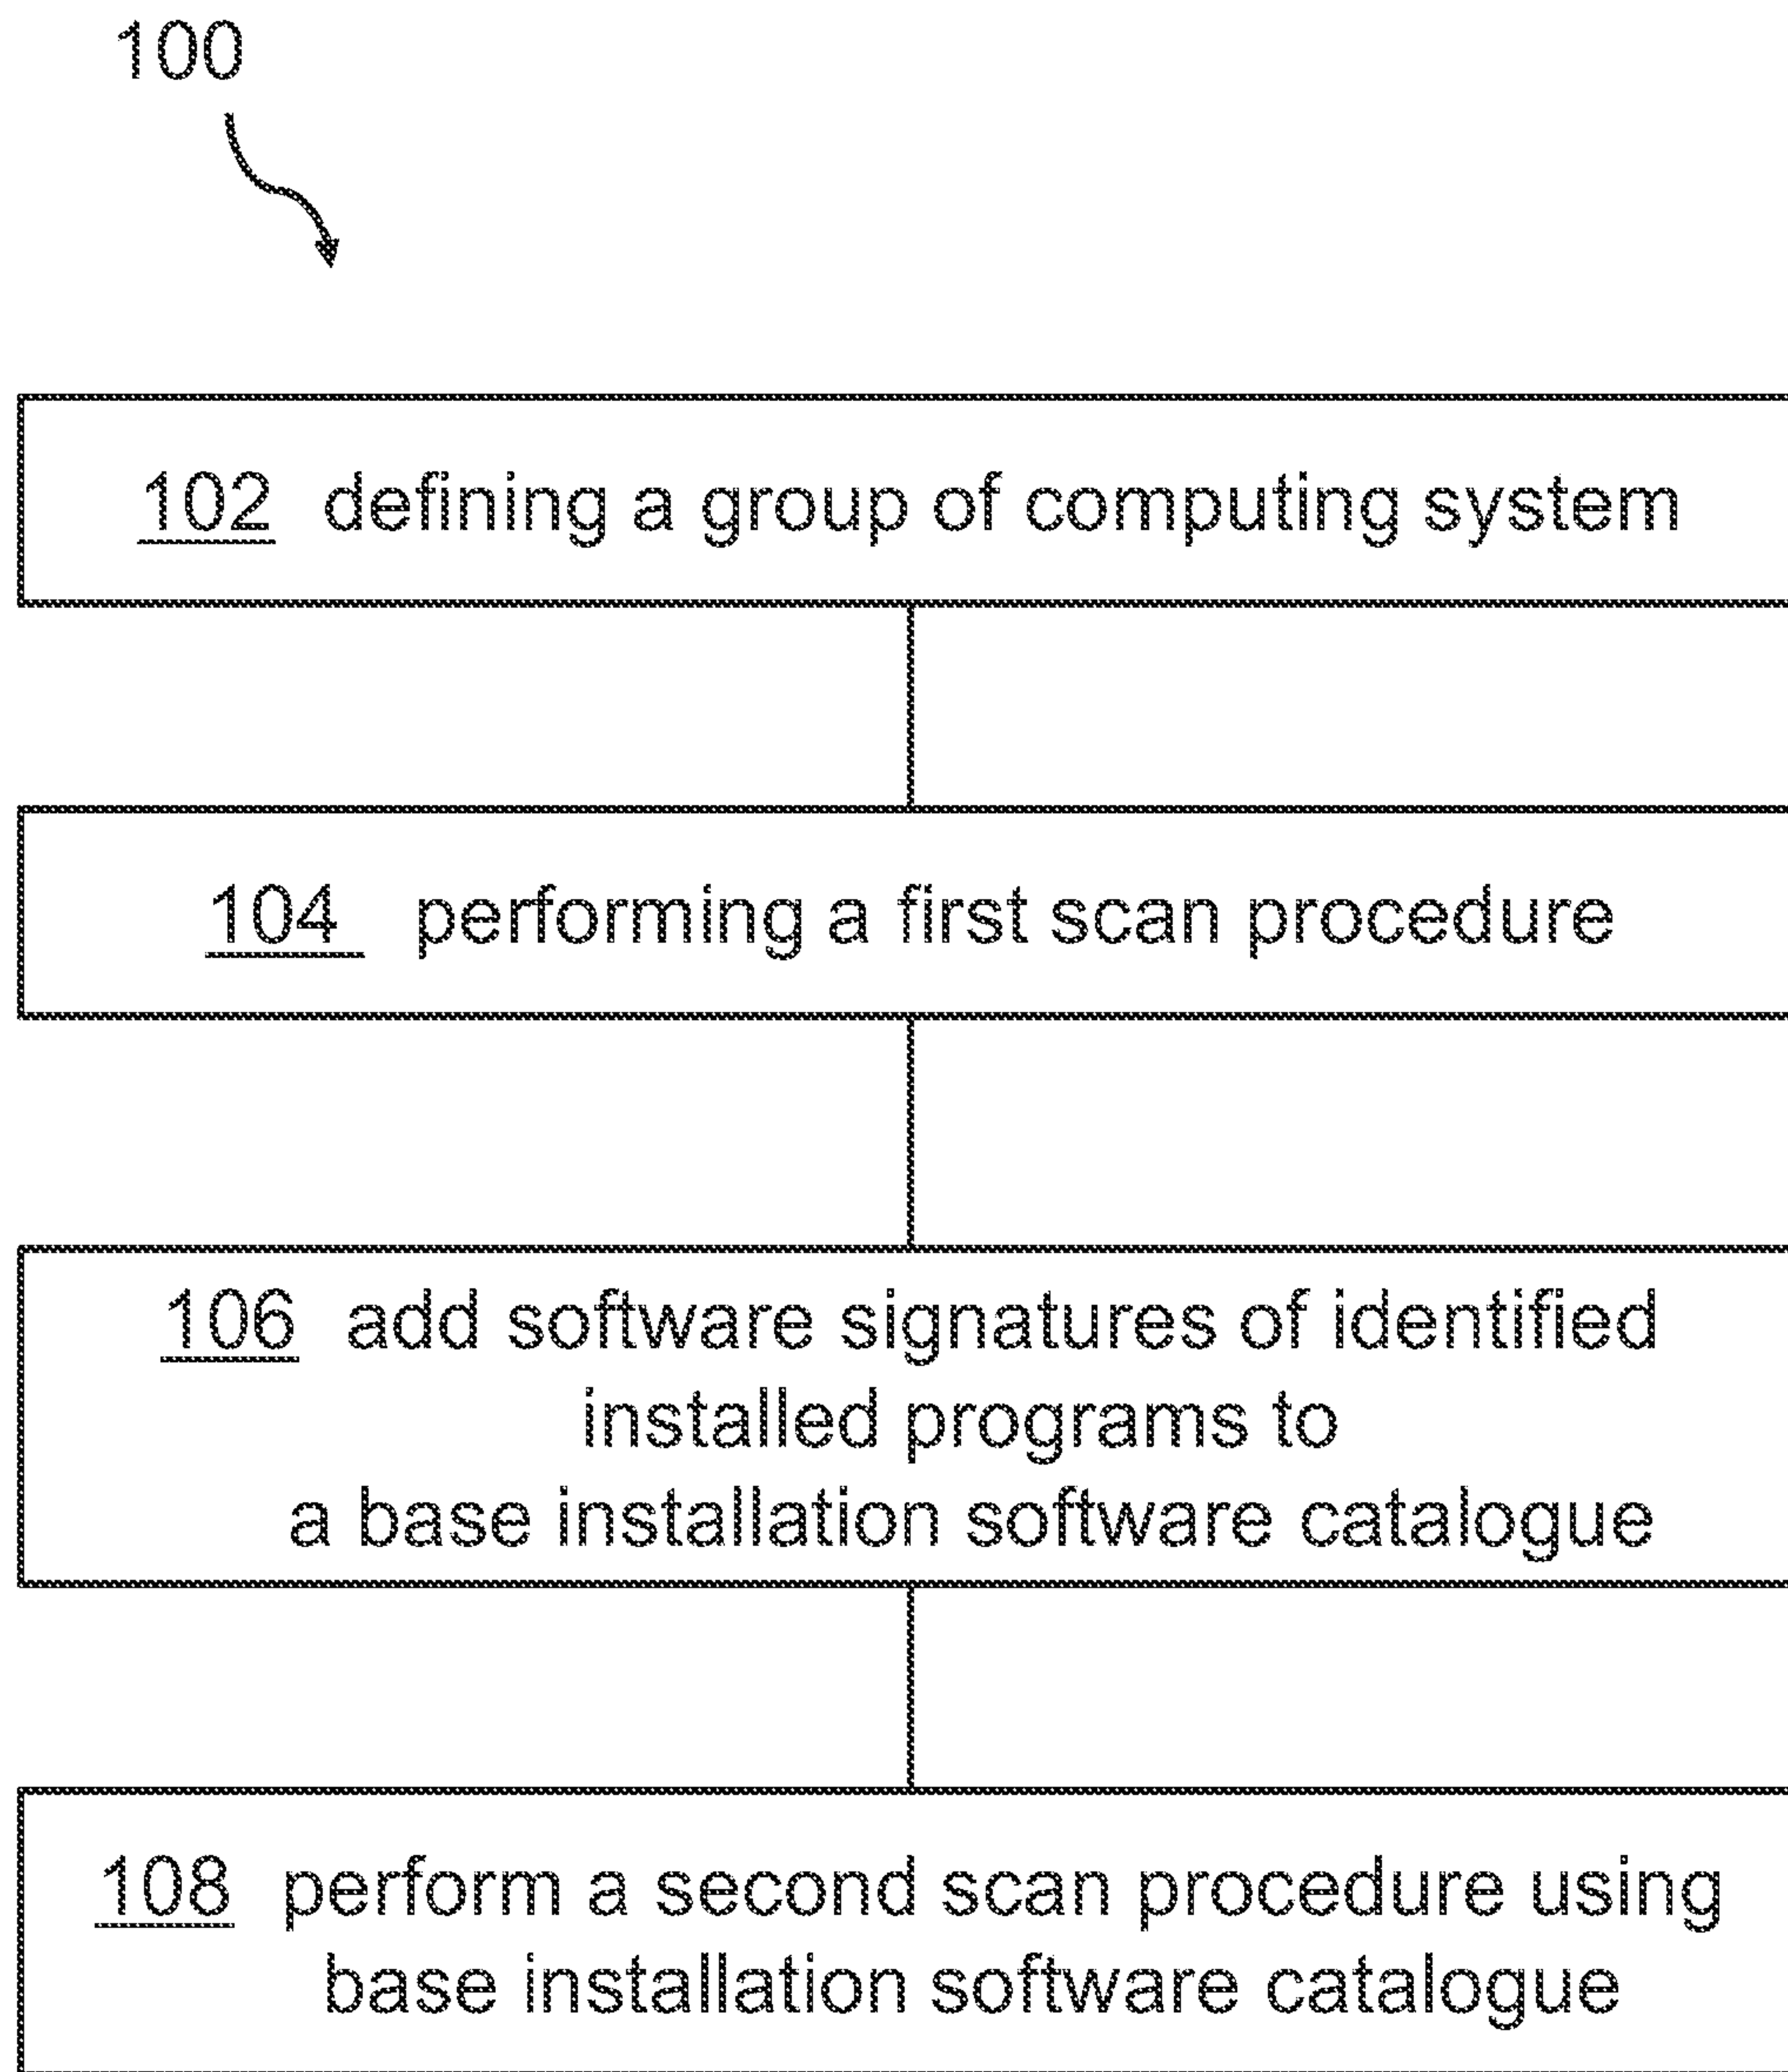 100
102 defining a group of computing system
104 performing a first scan procedure
106 add software signatures of identified
installed programs to
a base installation software catalogue
108 perform a second scan procedure using
base installation software catalogue